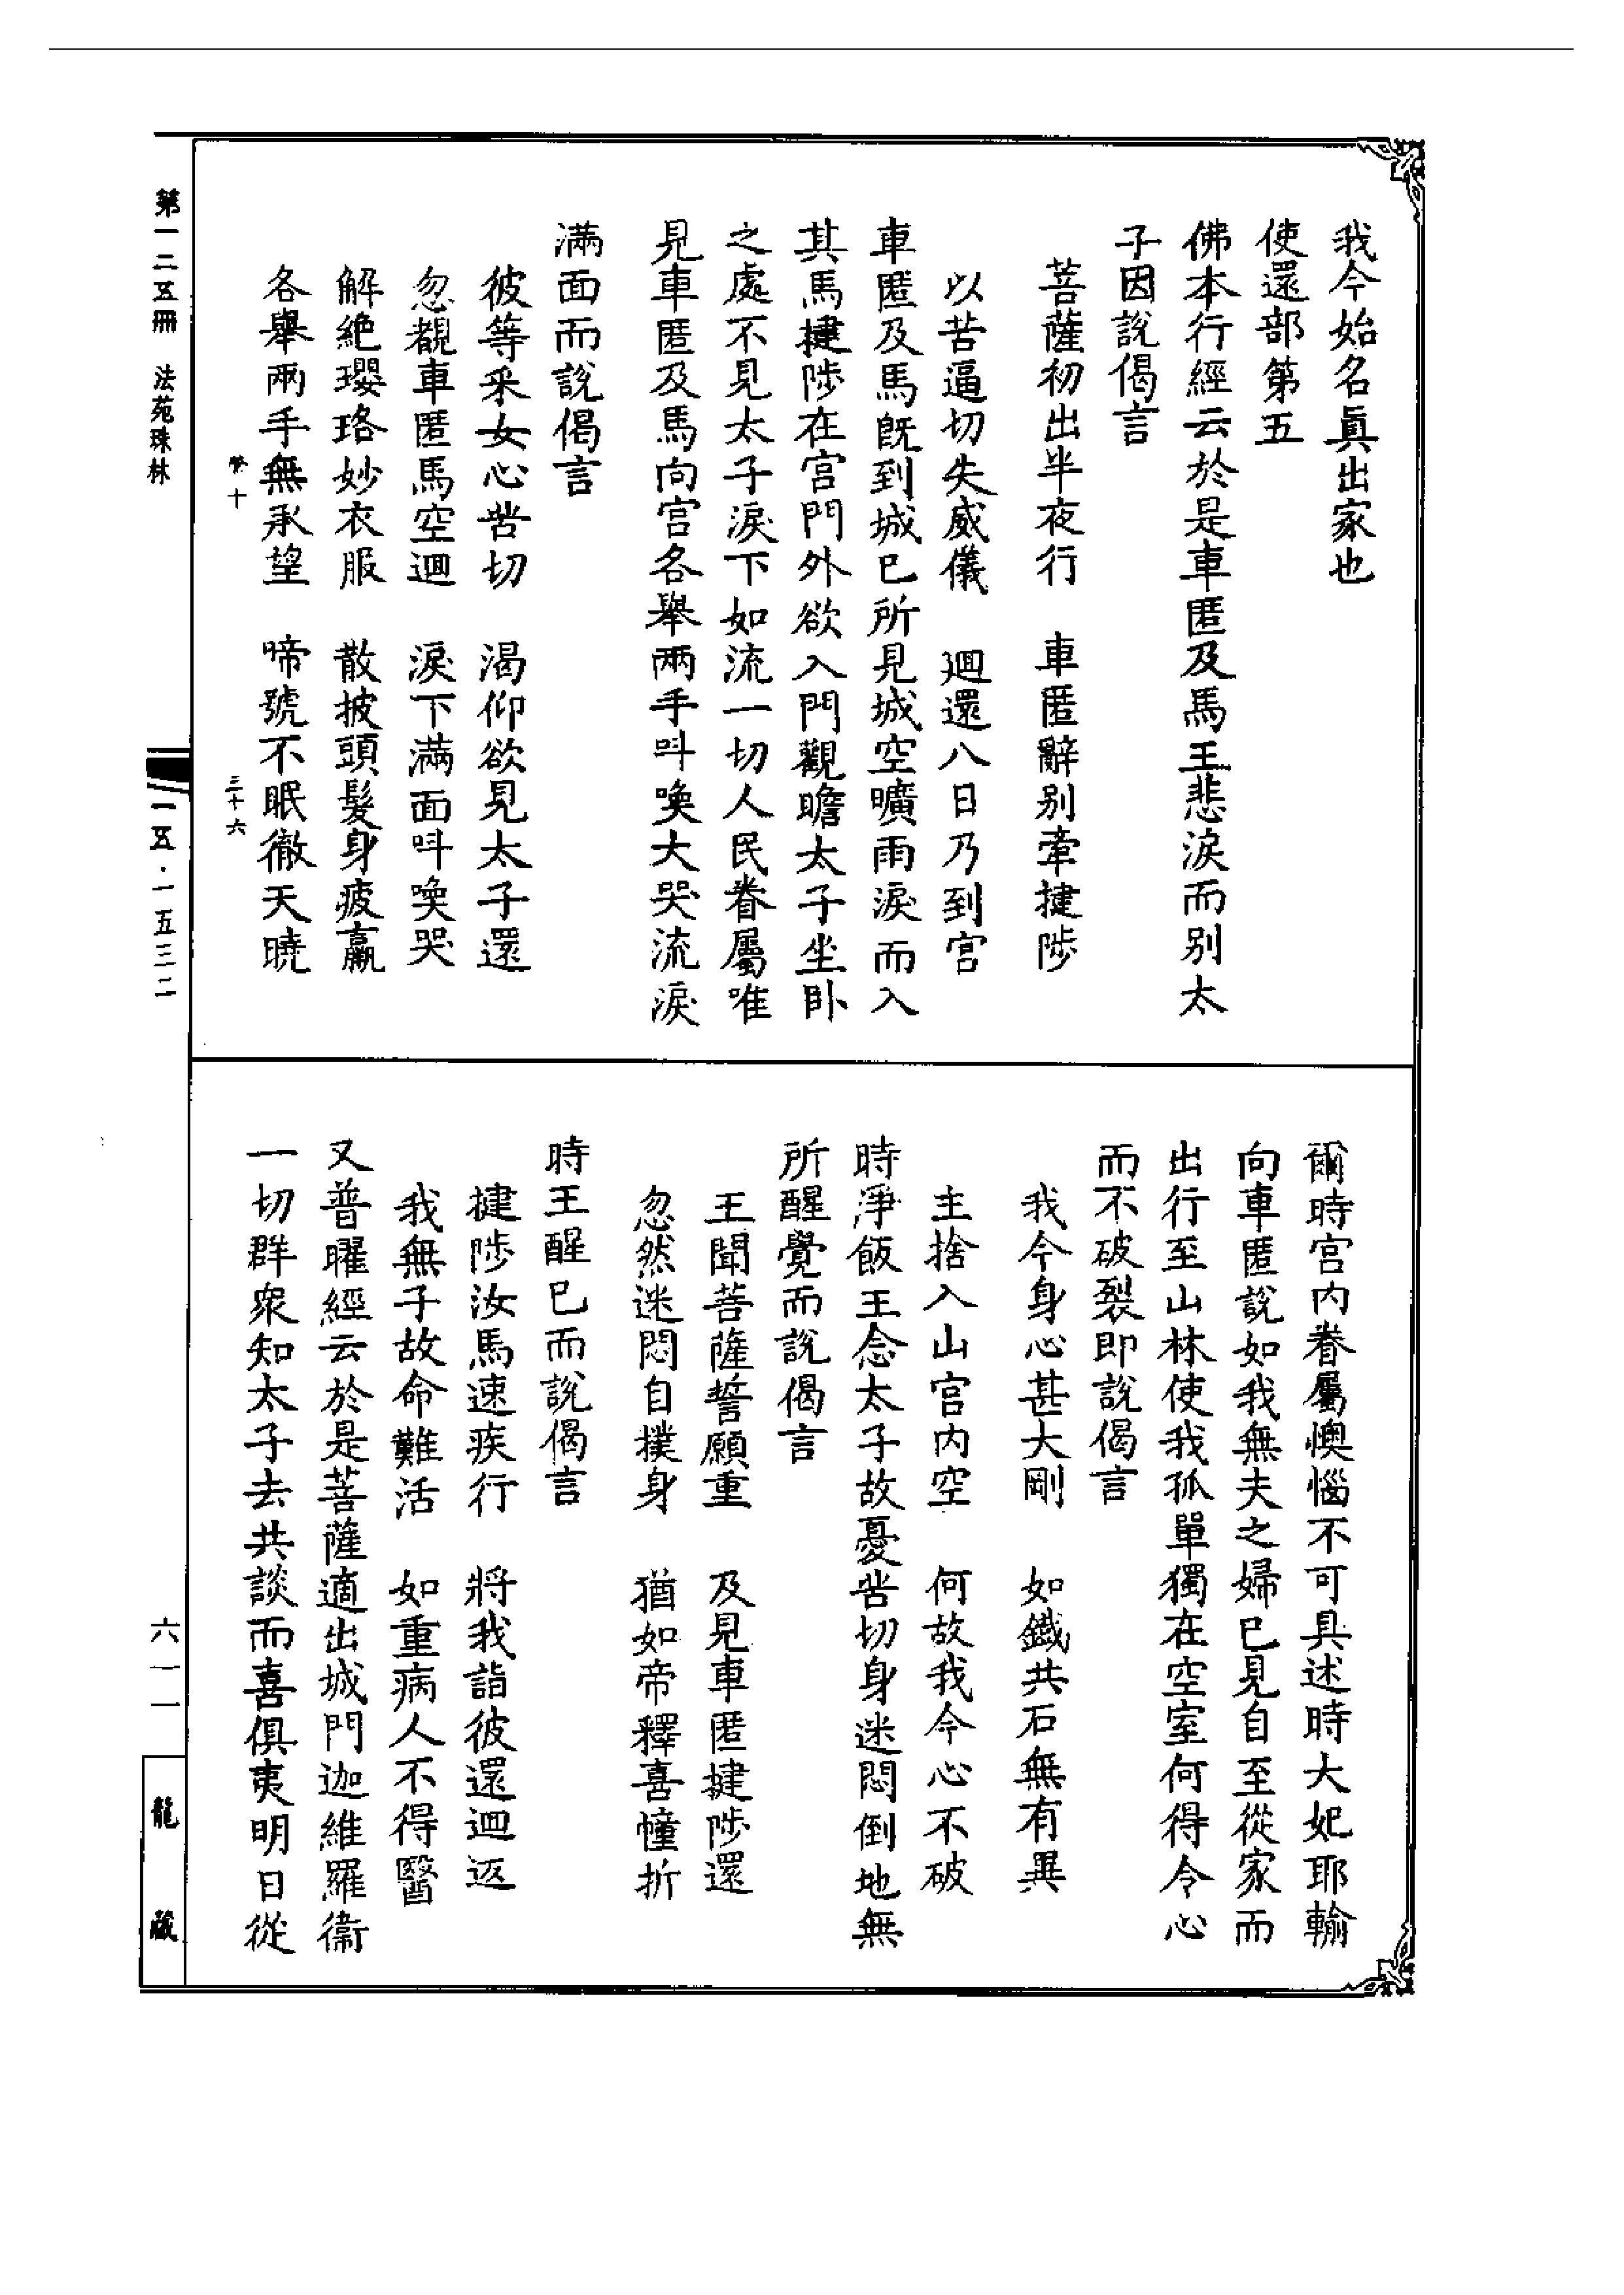 我今始名眞出家也
使還部第五
佛本行經云於是車匿及馬王悲淚而别太
子因說偈言
菩薩初出半夜行　車匿辭别牽揵陟
以苦逼切失威儀　廻還八日乃到宫
車匿及馬旣到城已所見城空曠雨淚而入
其馬揵陟在宫門外欲入門觀瞻太子坐卧
之處不見太子淚下如流一切人民眷屬唯
見車匿及馬向宫各舉兩手呌喚大哭流淚
滿面而說偈言
彼等采女心苦切　渴仰欲見太子還
忽覩車匿馬空迴　淚下滿面呌喚哭
解絶瓔珞妙衣服　散披頭髮身疲羸
各舉兩手無承望　啼號不眠徹天曉
爾時宫内眷屬懊惱不可具述時大妃耶輸
向車匿說如我無夫之婦已見自至從家而
出行至山林使我孤單獨在空室何得令心
而不破裂即說偈言
我今身心甚大剛　如鐵共石無有異
主捨入山宫内空　何故我今心不破
時淨飯王念太子故憂苦切身迷悶倒地無
所醒覺而說偈言
王聞菩薩誓願重　及見車匿揵陟還
忽然迷悶自撲身　猶如帝釋喜幢折
時王醒已而說偈言
揵陟汝馬速疾行　將我詣彼還迴返
我無子故命難活　如重病人不得醫
又普曜經云於是菩薩適出城門迦維羅衞
一切群衆知太子去共談而喜俱夷明日從
第一二五冊　法苑珠林
三十六
一五·一五三二
六一一
龍藏